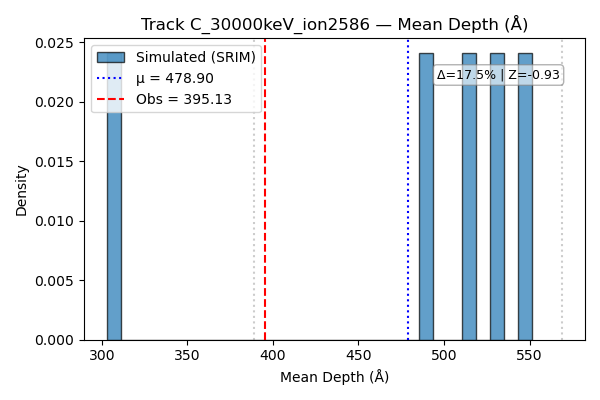 Track C_30000keV_ion2586 — Mean Depth (Å)
Simulated (SRIM)
μ = 478.90
Obs = 395.13
Δ=17.5% | Z=-0.93
Density
0.025
0.020
0.015
0.010
0.005
0.000
300 350 400 450 500 550
Mean Depth (Å)